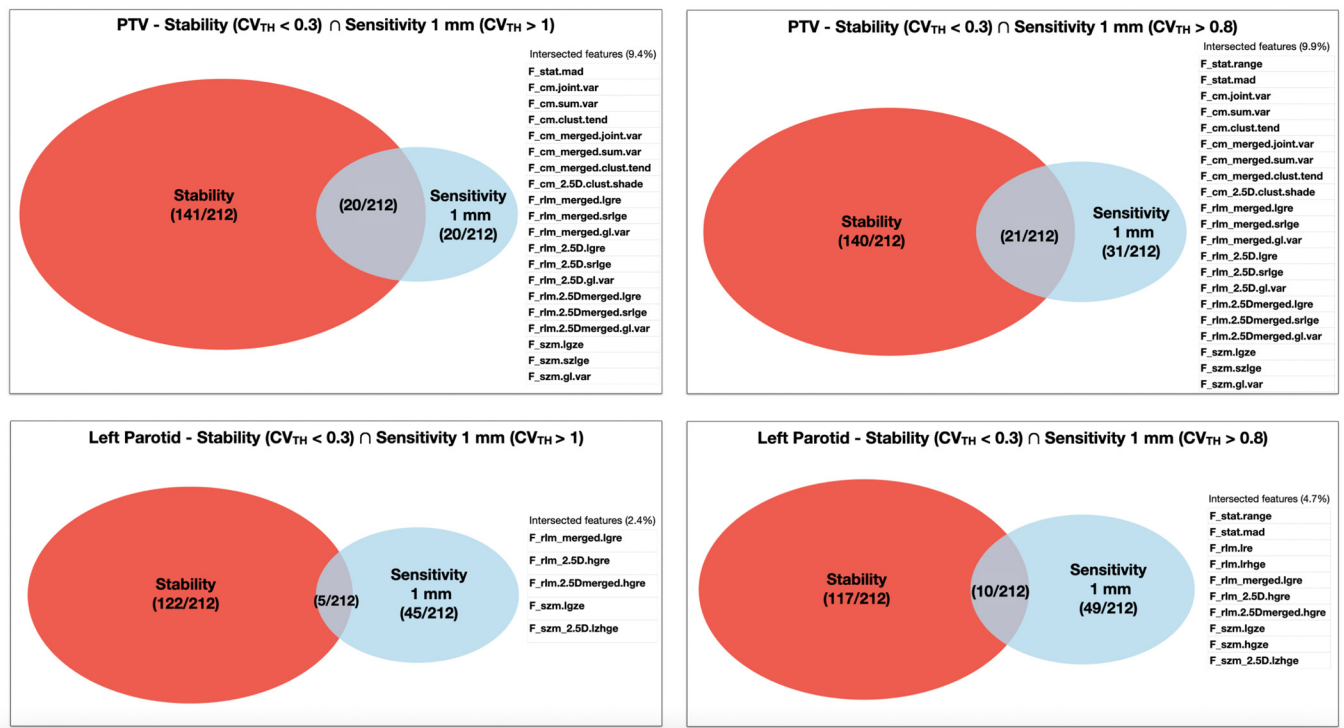 PTV - Stability (CVTH < 0.3) ∩ Sensitivity 1 mm (CVTH > 1)
Intersected features (9.4%)
F_stat.mad
F_cm.joint.var
F_cm.sum.var
F_cm.clust.tend
F_cm_merged.joint.var
F_cm_merged.sum.var
F_cm_merged.clust.tend
F_cm_2.5D.clust.shade
F_rlm_merged.lgre
F_rlm_merged.srlge
F_rlm_merged.gl.var
F_rlm_2.5D.lgre
F_rlm_2.5D.srlge
F_rlm_2.5D.gl.var
F_rlm.2.5Dmerged.lgre
F_rlm.2.5Dmerged.srlge
F_rlm.2.5Dmerged.gl.var
F_szm.lgze
F_szm.szlge
F_szm.gl.var
Stability
(141/212)
(20/212)
Sensitivity
1 mm
(20/212)
PTV - Stability (CVTH < 0.3) ∩ Sensitivity 1 mm (CVTH > 0.8)
Intersected features (9.9%)
F_stat.range
F_stat.mad
F_cm.joint.var
F_cm.sum.var
F_cm.clust.tend
F_cm_merged.joint.var
F_cm_merged.sum.var
F_cm_merged.clust.tend
F_cm_2.5D.clust.shade
F_rlm_merged.lgre
F_rlm_merged.srlge
F_rlm_merged.gl.var
F_rlm_2.5D.lgre
F_rlm_2.5D.srlge
F_rlm_2.5D.gl.var
F_rlm.2.5Dmerged.lgre
F_rlm.2.5Dmerged.srlge
F_rlm.2.5Dmerged.gl.var
F_szm.lgze
F_szm.szlge
F_szm.gl.var
Stability
(140/212)
(21/212)
Sensitivity
1 mm
(31/212)
Left Parotid - Stability (CVTH < 0.3) ∩ Sensitivity 1 mm (CVTH > 1)
Intersected features (2.4%)
F_rlm_merged.lgre
F_rlm_2.5D.hgre
F_rlm.2.5Dmerged.hgre
F_szm.lgze
F_szm_2.5D.lzhge
Stability
(122/212)
(5/212)
Sensitivity
1 mm
(45/212)
Left Parotid - Stability (CVTH < 0.3) ∩ Sensitivity 1 mm (CVTH > 0.8)
Intersected features (4.7%)
F_stat.range
F_stat.mad
F_rlm.lre
F_rlm.lrhge
F_rlm_merged.lgre
F_rlm_2.5D.hgre
F_rlm.2.5Dmerged.hgre
F_szm.lgze
F_szm.hgze
F_szm_2.5D.lzhge
Stability
(117/212)
(10/212)
Sensitivity
1 mm
(49/212)